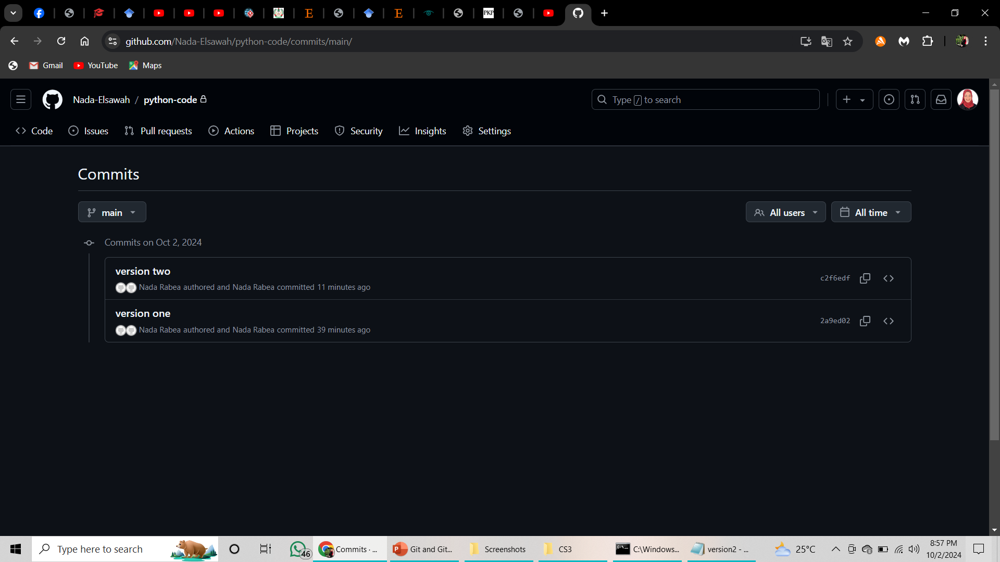 PKP
github.com/Nada-Elsawah/python-code/commits/main/
Gmail YouTube Maps
Nada-Elsawah / python-code
Type / to search
Code Issues Pull requests Actions Projects Security Insights Settings
Commits
main
All users All time
Commits on Oct 2, 2024
version two
c2f6edf
Nada Rabea authored and Nada Rabea committed 11 minutes ago
version one
2a9ed02
Nada Rabea authored and Nada Rabea committed 39 minutes ago
Type here to search
46
Commits · ...
Git and Git...
Screenshots
CS3
C:\Windows...
version2 - ...
25°C
8:57 PM
10/2/2024